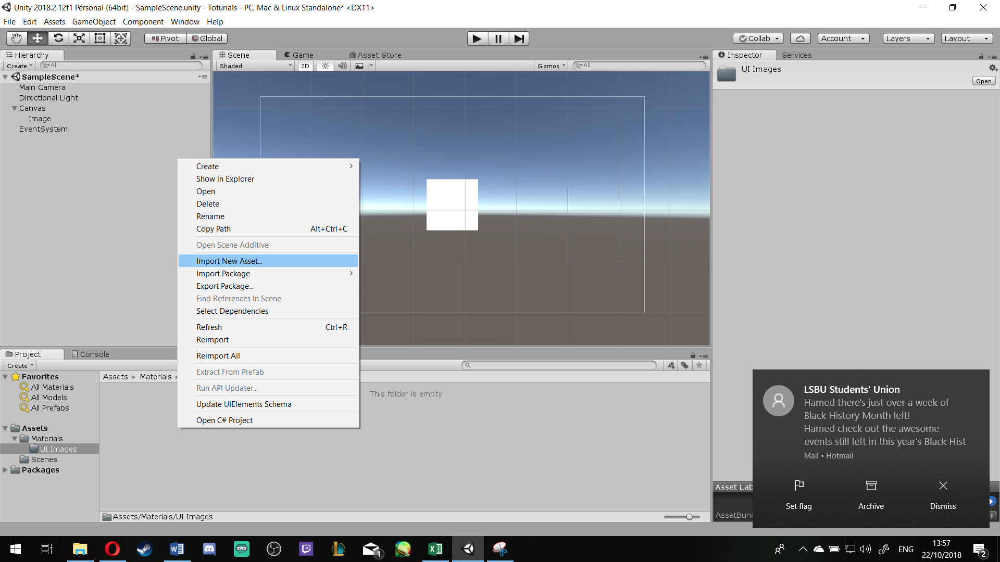 Unity 2018.2.12f1 Personal (64bit) - SampleScene.unity - Toturials - PC, Mac & Linux Standalone* <DX11>
File Edit Assets GameObject Component Window Help
Pivot Global Collab Account Layers Layout
Hierarchy
Create All
SampleScene*
Main Camera
Directional Light
Canvas
Image
EventSystem
Scene Game Asset Store
Shaded 2D Gizmos All
Inspector Services
UI Images
Open
Create
Show in Explorer
Open
Delete
Rename
Copy Path Alt+Ctrl+C
Open Scene Additive
Import New Asset...
Import Package
Export Package...
Find References In Scene
Select Dependencies
Refresh Ctrl+R
Reimport
Reimport All
Extract From Prefab
Run API Updater...
Update UIElements Schema
Open C# Project
Project Console
Create
Favorites
All Materials
All Models
All Prefabs
Assets
Materials
UI Images
Scenes
Packages
Assets Materials
This folder is empty
Assets/Materials/UI Images
Asset Lab
AssetBun
LSBU Students' Union
Hamed there's just over a week of
Black History Month left!
Hamed check out the awesome
events still left in this year's Black Hist
Mail • Hotmail
Set flag Archive Dismiss
1
ENG
13:57
22/10/2018
2